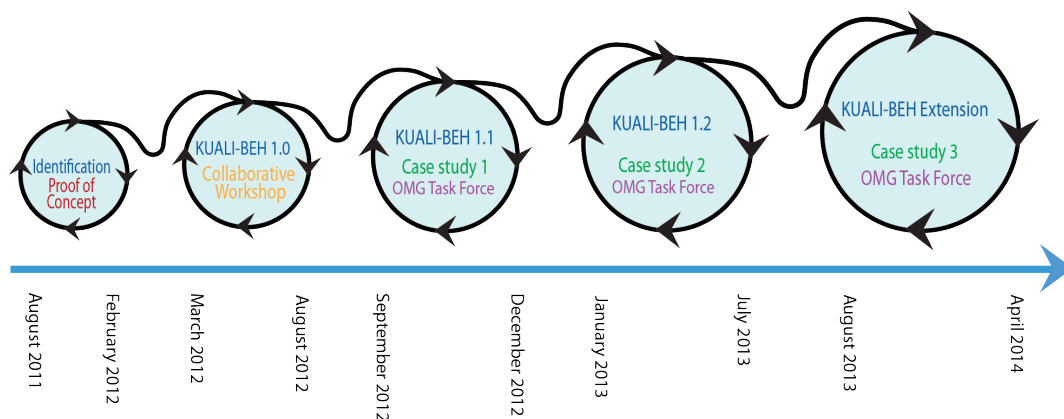 Identification
Proof of
Concept
KUALI-BEH 1.0
Collaborative
Workshop
KUALI-BEH 1.1
Case study 1
OMG Task Force
KUALI-BEH 1.2
Case study 2
OMG Task Force
KUALI-BEH Extension
Case study 3
OMG Task Force
August 2011
February 2012
March 2012
August 2012
September 2012
December 2012
January 2013
July 2013
August 2013
April 2014